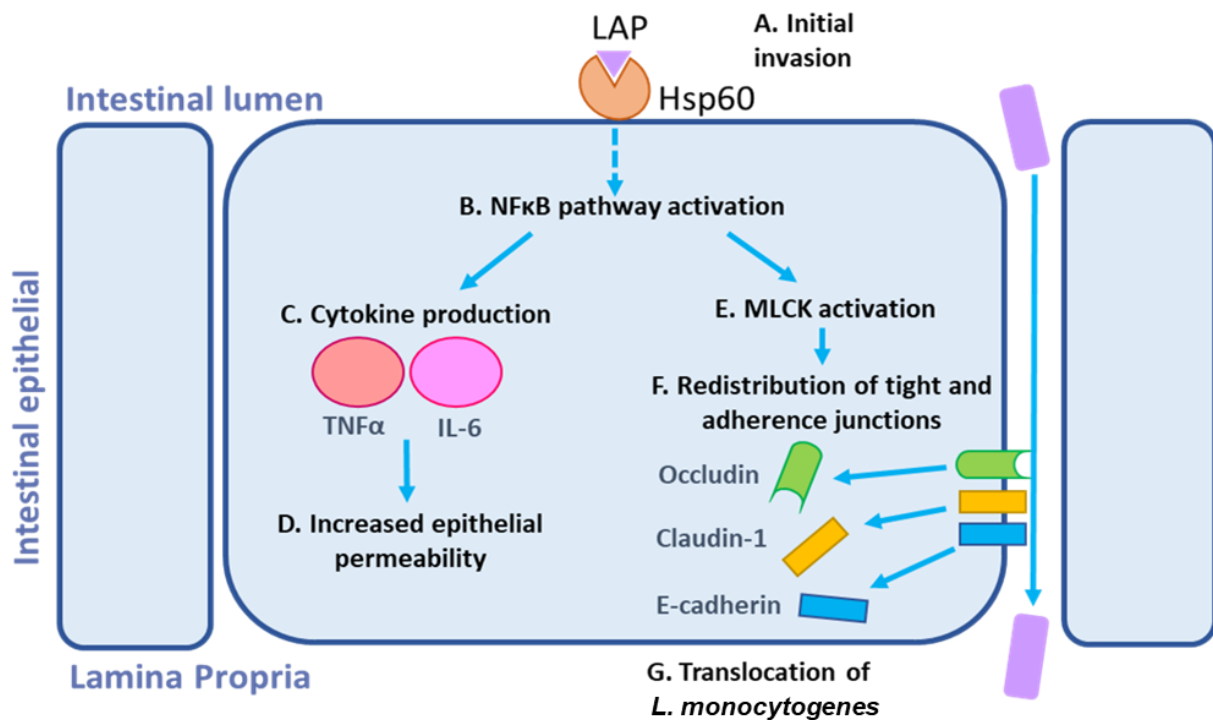 LAP
A. Initial
invasion
Hsp60
Intestinal lumen
B. NFκB pathway activation
C. Cytokine production
E. MLCK activation
TNFα
IL-6
F. Redistribution of tight and
adherence junctions
Occludin
D. Increased epithelial
permeability
Claudin-1
E-cadherin
Intestinal epithelial
Lamina Propria
G. Translocation of
L. monocytogenes